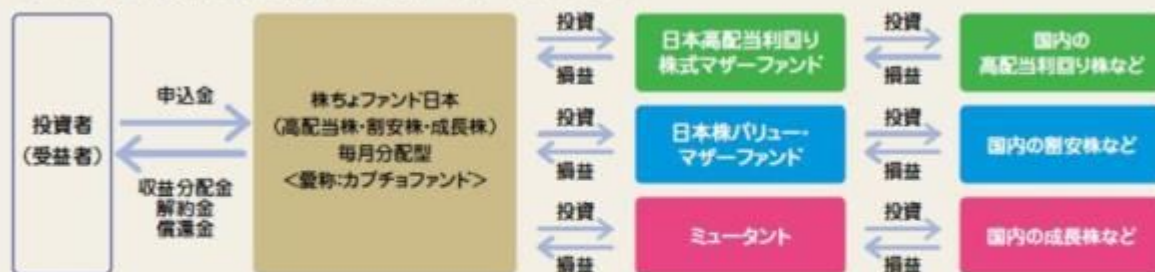 投資者
(受益者)
申込金
収益分配金
解約金
償還金
株ちょファンド日本
(高配当株・割安株・成長株)
毎月分配型
<愛称:カブチョファンド>
投資
損益
日本高配当利回り
株式マザーファンド
投資
損益
国内の
高配当利回り株など
投資
損益
日本株バリュー・
マザーファンド
投資
損益
国内の割安株など
投資
損益
ミュータント
投資
損益
国内の成長株など